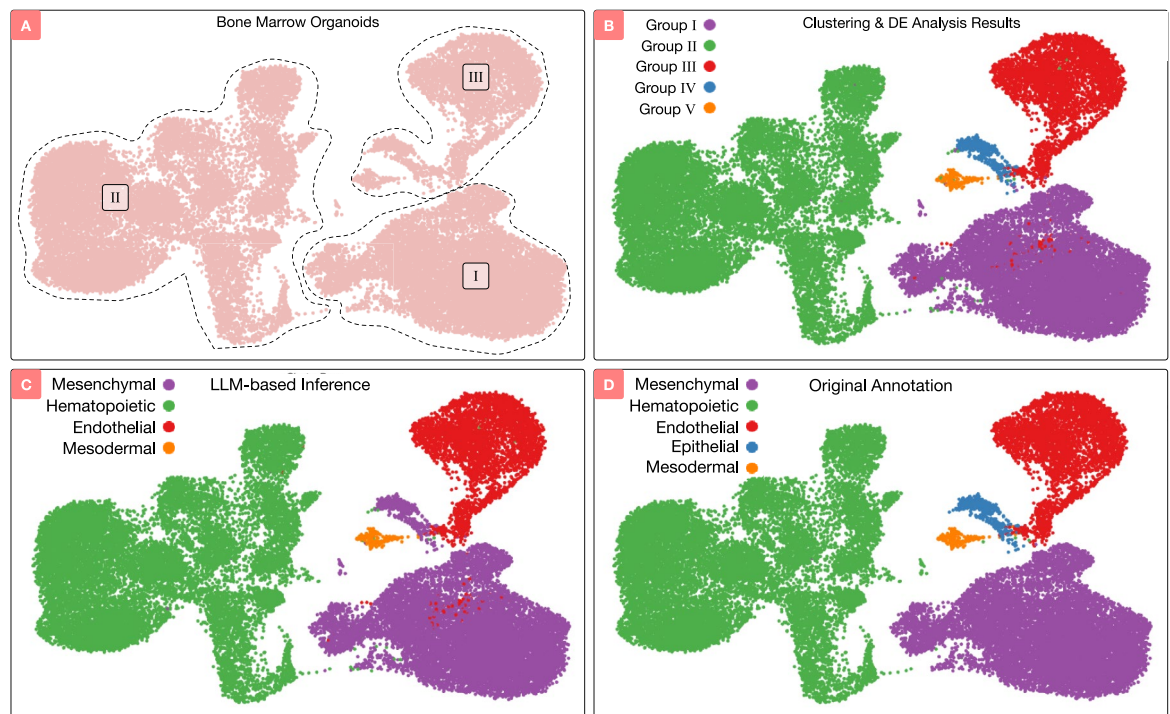 A
Bone Marrow Organoids
III
II
I
B
Clustering & DE Analysis Results
Group I
Group II
Group III
Group IV
Group V
C
LLM-based Inference
Mesenchymal
Hematopoietic
Endothelial
Mesodermal
D
Original Annotation
Mesenchymal
Hematopoietic
Endothelial
Epithelial
Mesodermal